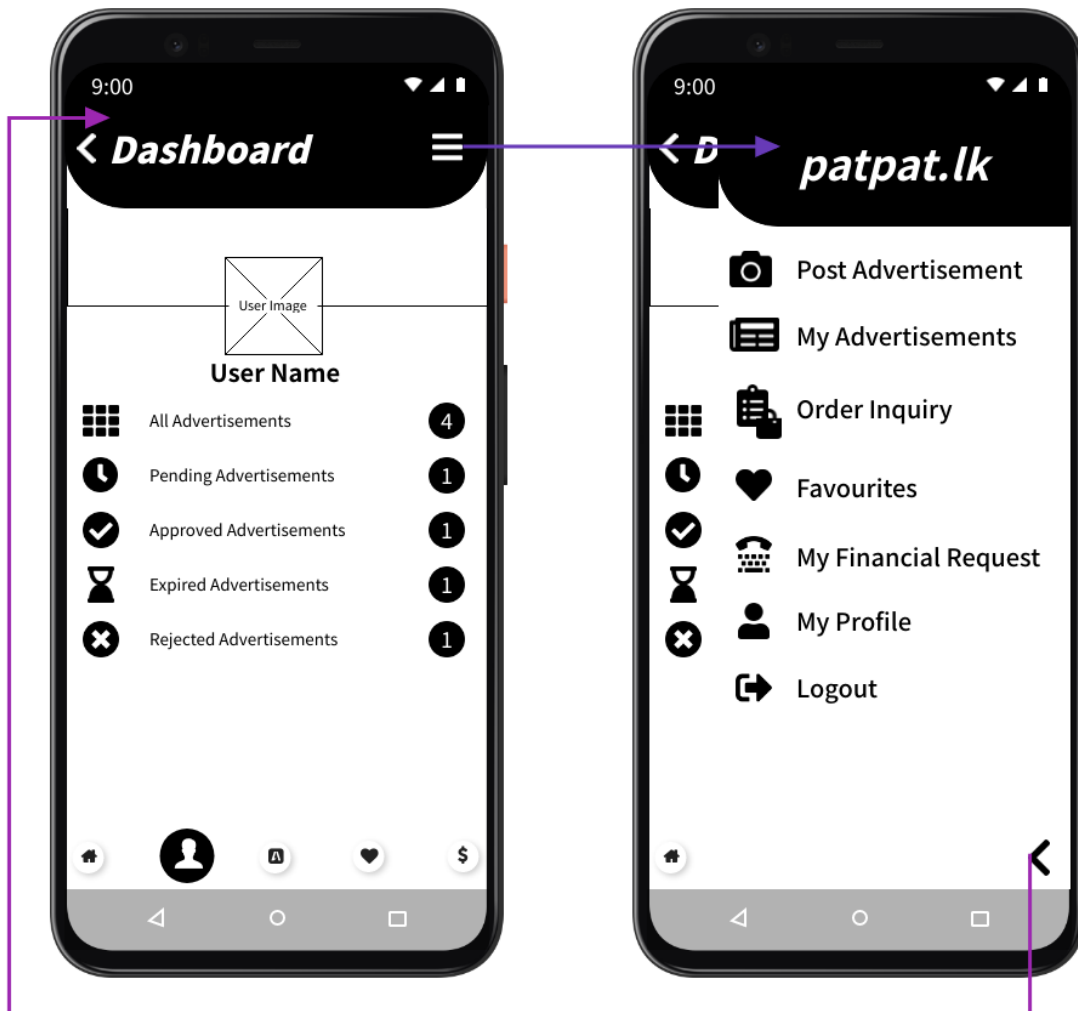 9:00
Dashboard
User Image
User Name
All Advertisements 4
Pending Advertisements 1
Approved Advertisements 1
Expired Advertisements 1
Rejected Advertisements 1
$
9:00
D
patpat.lk
Post Advertisement
My Advertisements
Order Inquiry
Favourites
My Financial Request
My Profile
Logout